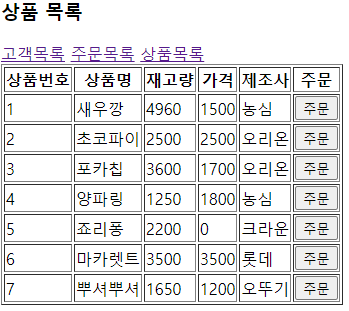 상품 목록
고객목록 주문목록 상품목록
상품번호 상품명 재고량 가격 제조사 주문
1 새우깡 4960 1500 농심 주문
2 초코파이 2500 2500 오리온 주문
3 포카칩 3600 1700 오리온 주문
4 양파링 1250 1800 농심 주문
5 죠리퐁 2200 0 크라운 주문
6 마카렛트 3500 3500 롯데 주문
7 뿌셔뿌셔 1650 1200 오뚜기 주문